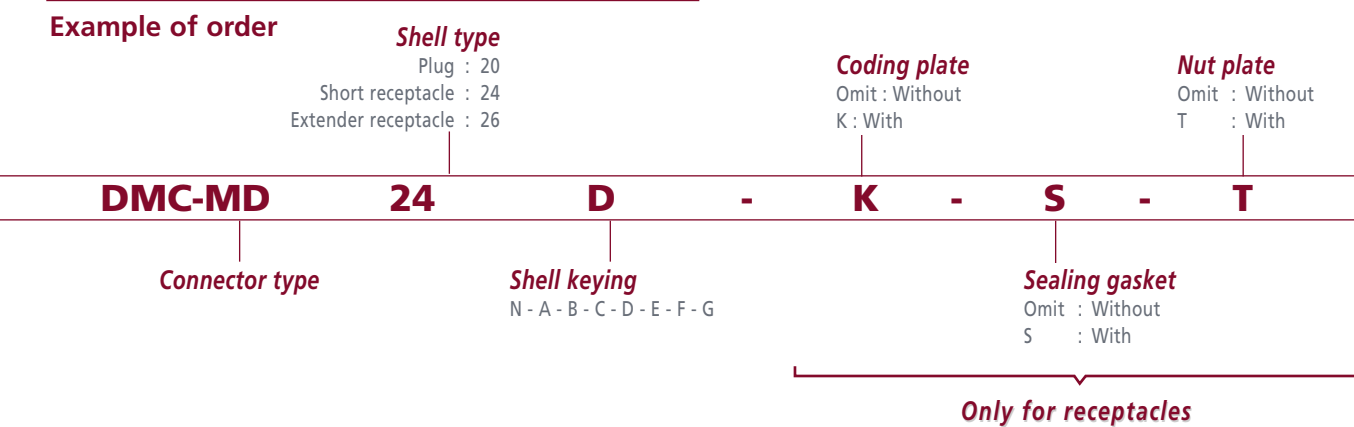 Example of order
Shell type
Plug : 20
Short receptacle : 24
Extender receptacle : 26
Coding plate
Omit : Without
K : With
Nut plate
Omit : Without
T : With
DMC-MD 24 D - K - S - T
Connector type
Shell keying
N - A - B - C - D - E - F - G
Sealing gasket
Omit : Without
S : With
Only for receptacles